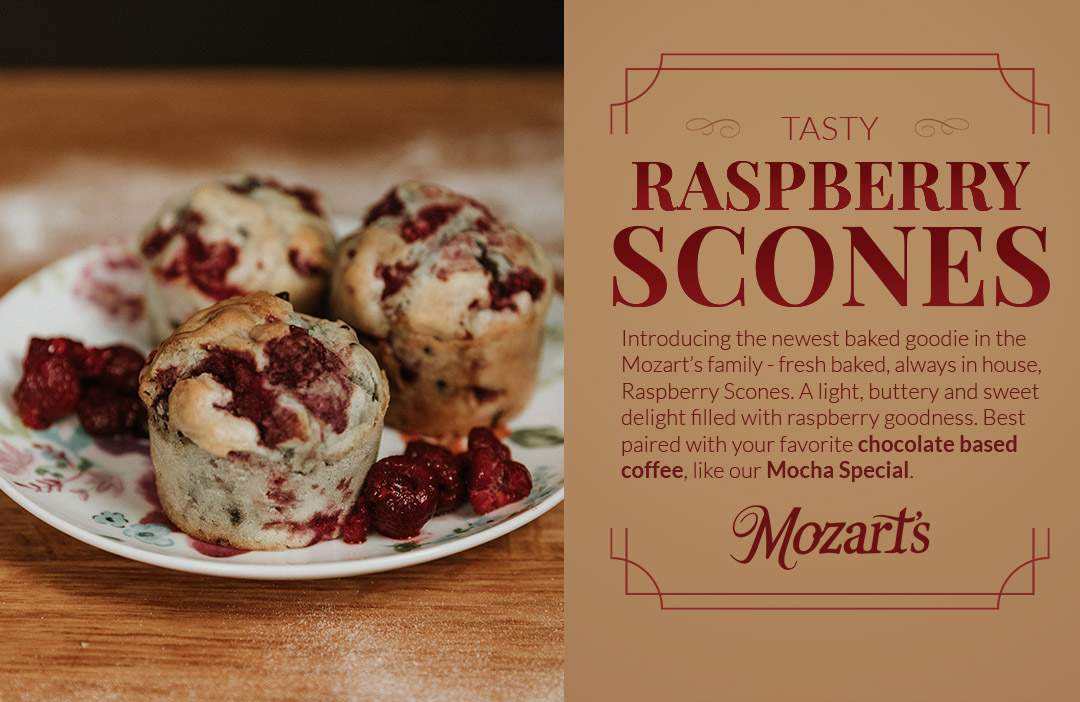 TASTY
RASPBERRY
SCONES
Introducing the newest baked goodie in the
Mozart's family - fresh baked, always in house,
Raspberry Scones. A light, buttery and sweet
delight filled with raspberry goodness. Best
paired with your favorite chocolate based
coffee, like our Mocha Special.
Mozart's